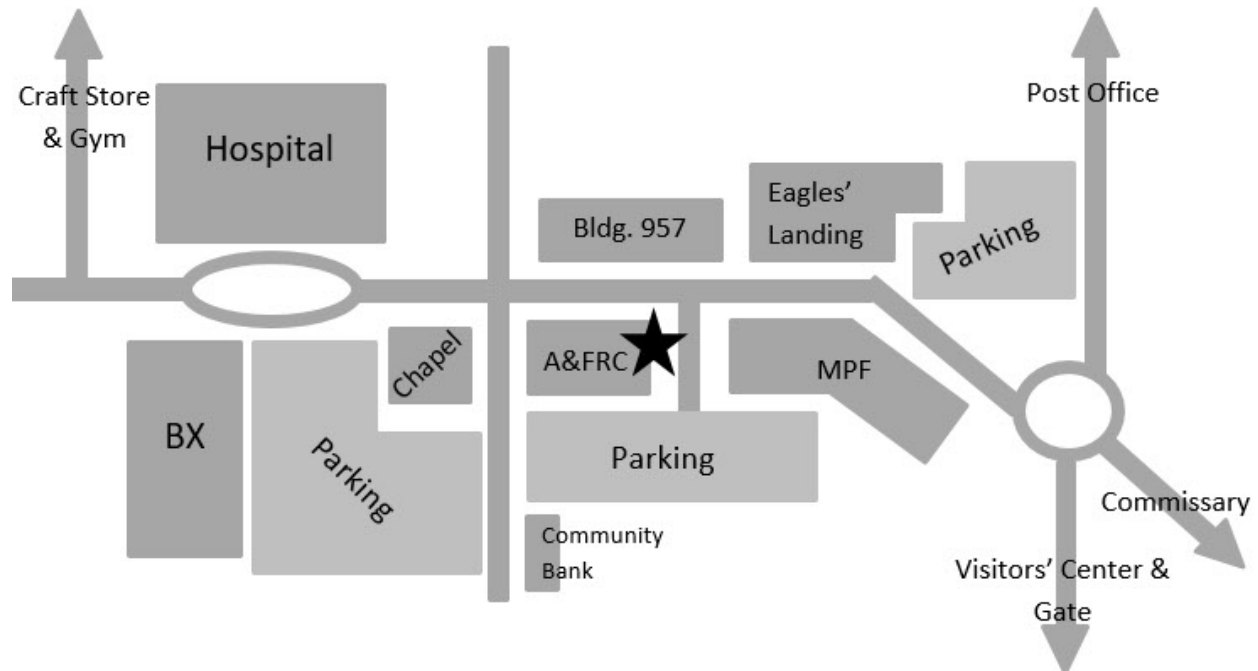 Craft Store
& Gym
Hospital
Post Office
Bldg. 957
Eagles’
Landing
Parking
Chapel
A&FRC
MPF
BX
Parking
Parking
Commissary
Community
Bank
Visitors’ Center &
Gate